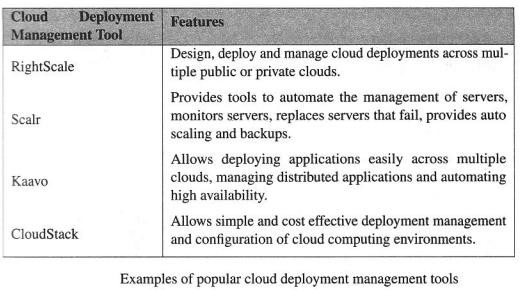 Cloud Deployment
Management Tool
Features
RightScale
Design, deploy and manage cloud deployments across mul-
tiple public or private clouds.
Scalr
Provides tools to automate the management of servers,
monitors servers, replaces servers that fail, provides auto
scaling and backups.
Kaavo
Allows deploying applications easily across multiple
clouds, managing distributed applications and automating
high availability.
CloudStack
Allows simple and cost effective deployment management
and configuration of cloud computing environments.
Examples of popular cloud deployment management tools